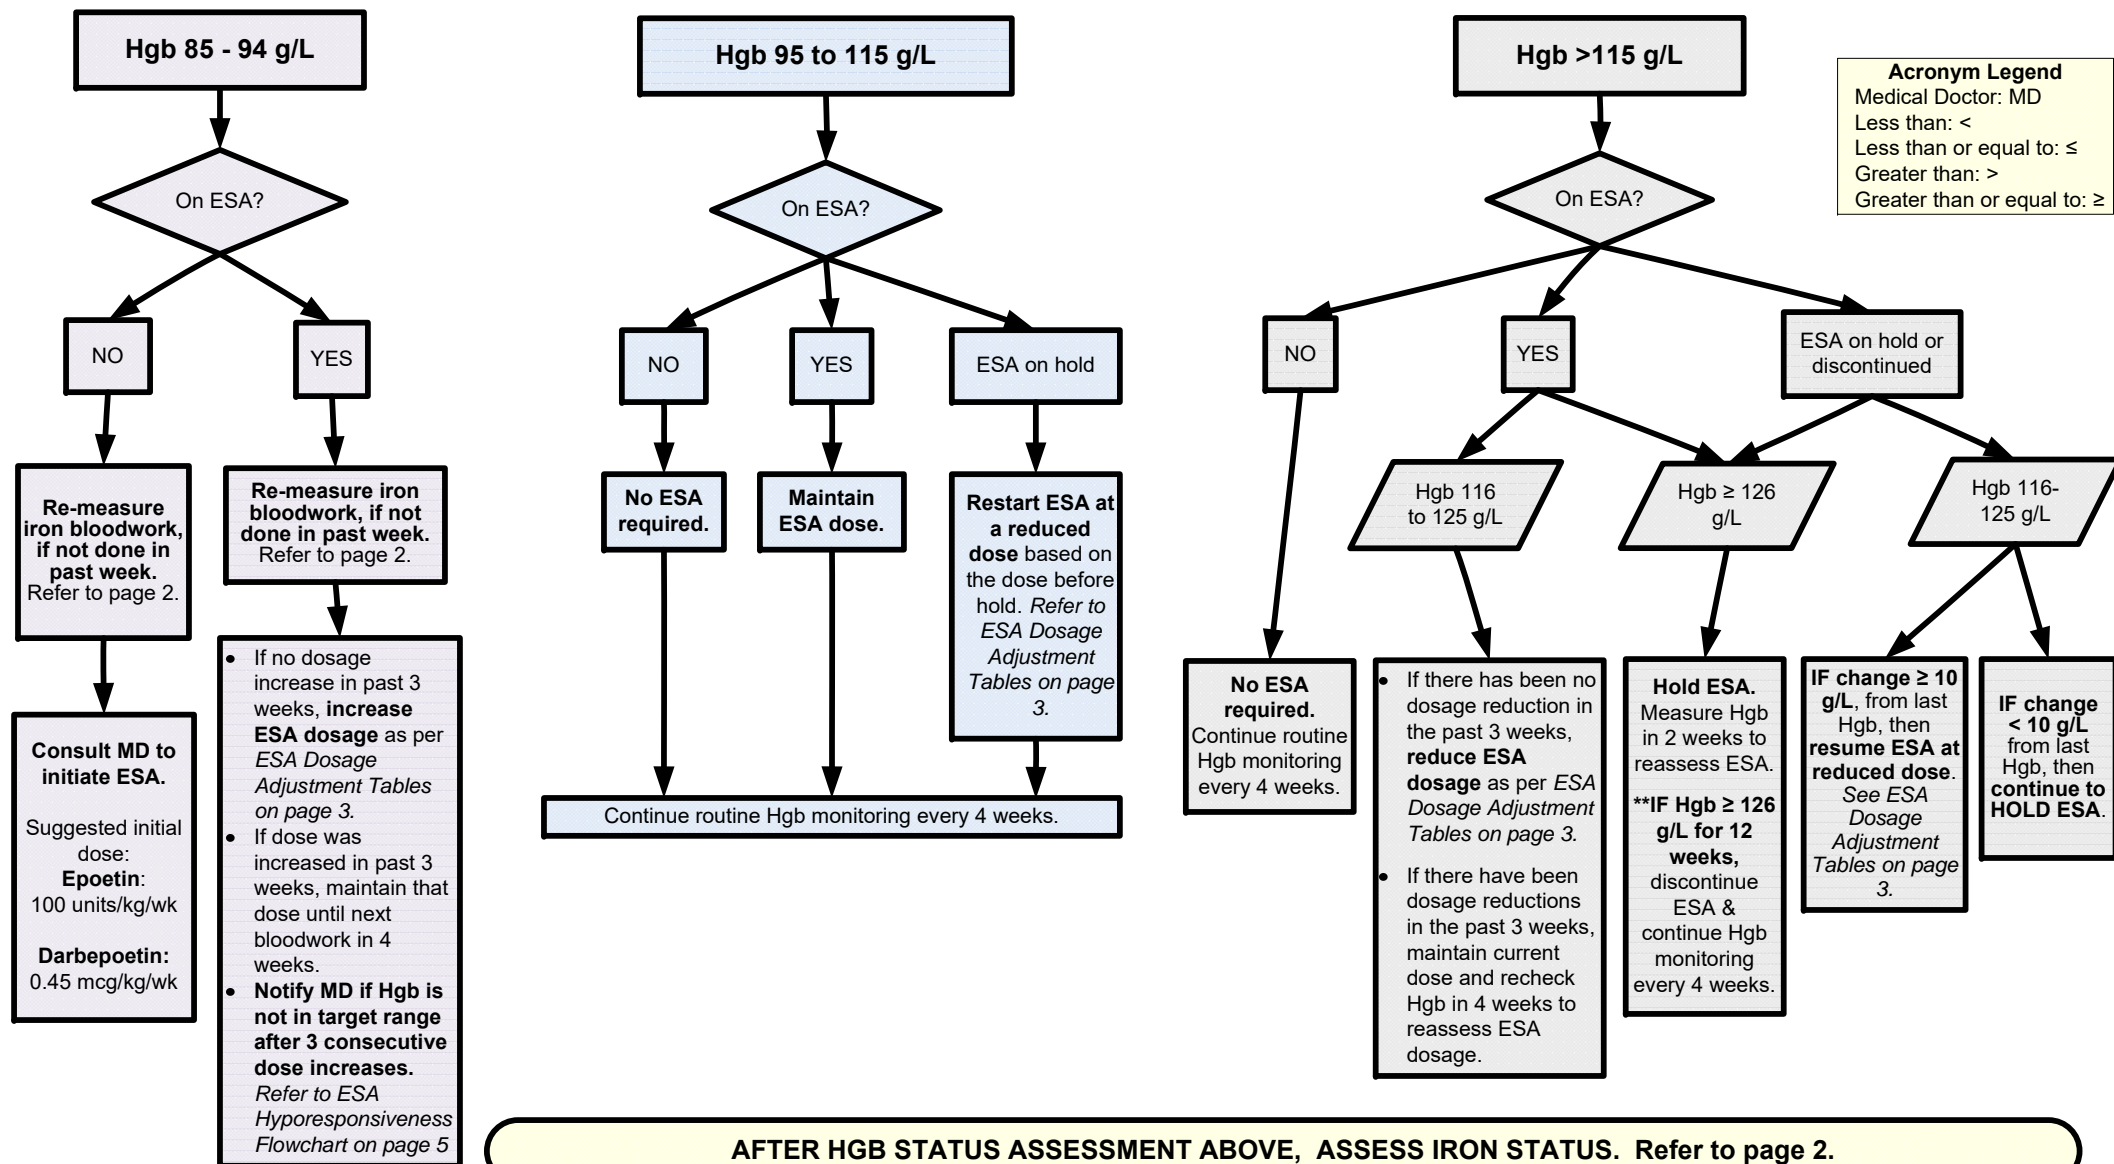 Hgb 85 - 94 g/L
On ESA?
NO
YES
Re-measure
iron bloodwork,
if not done in
past week.
Refer to page 2.
Consult MD to
initiate ESA.
Suggested initial
dose:
Epoetin:
100 units/kg/wk
Darbepoetin:
0.45 mcg/kg/wk
Re-measure iron
bloodwork, if not
done in past week.
Refer to page 2.
• If no dosage
increase in past 3
weeks, increase
ESA dosage as per
ESA Dosage
Adjustment Tables
on page 3.
• If dose was
increased in past 3
weeks, maintain that
dose until next
bloodwork in 4
weeks.
• Notify MD if Hgb is
not in target range
after 3 consecutive
dose increases.
Refer to ESA
Hyporesponsiveness
Flowchart on page 5
Hgb 95 to 115 g/L
On ESA?
NO
YES
ESA on hold
No ESA
required.
Maintain
ESA dose.
Restart ESA at
a reduced
dose based on
the dose before
hold. Refer to
ESA Dosage
Adjustment
Tables on page
3.
Continue routine Hgb monitoring every 4 weeks.
Hgb >115 g/L
On ESA?
NO
YES
ESA on hold or
discontinued
Hgb 116
to 125 g/L
Hgb ≥ 126
g/L
Hgb 116-
125 g/L
No ESA
required.
Continue routine
Hgb monitoring
every 4 weeks.
• If there has been no
dosage reduction in
the past 3 weeks,
reduce ESA
dosage as per ESA
Dosage Adjustment
Tables on page 3.
• If there have been
dosage reductions
in the past 3 weeks,
maintain current
dose and recheck
Hgb in 4 weeks to
reassess ESA
dosage.
Hold ESA.
Measure Hgb
in 2 weeks to
reassess ESA.
**IF Hgb ≥ 126
g/L for 12
weeks,
discontinue
ESA &
continue Hgb
monitoring
every 4 weeks.
IF change ≥ 10
g/L, from last
Hgb, then
resume ESA at
reduced dose.
See ESA
Dosage
Adjustment
Tables on page
3.
IF change
< 10 g/L
from last
Hgb, then
continue to
HOLD ESA.
Acronym Legend
Medical Doctor: MD
Less than: <
Less than or equal to: ≤
Greater than: >
Greater than or equal to: ≥
AFTER HGB STATUS ASSESSMENT ABOVE, ASSESS IRON STATUS. Refer to page 2.